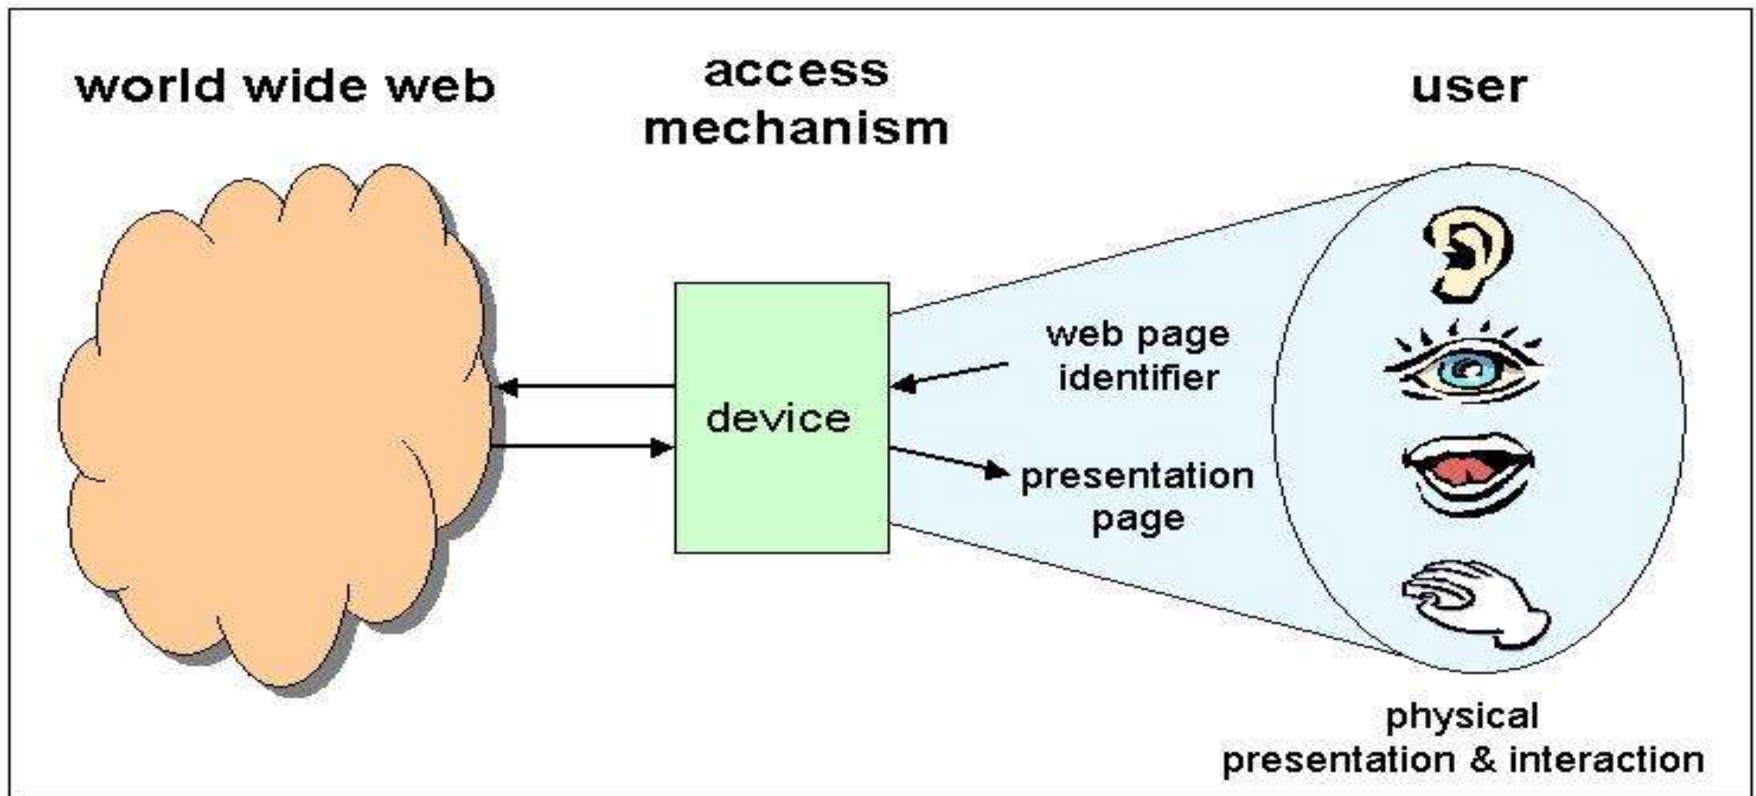 world wide web
access
mechanism
user
web page
identifier
device
presentation
page
physical
presentation & interaction